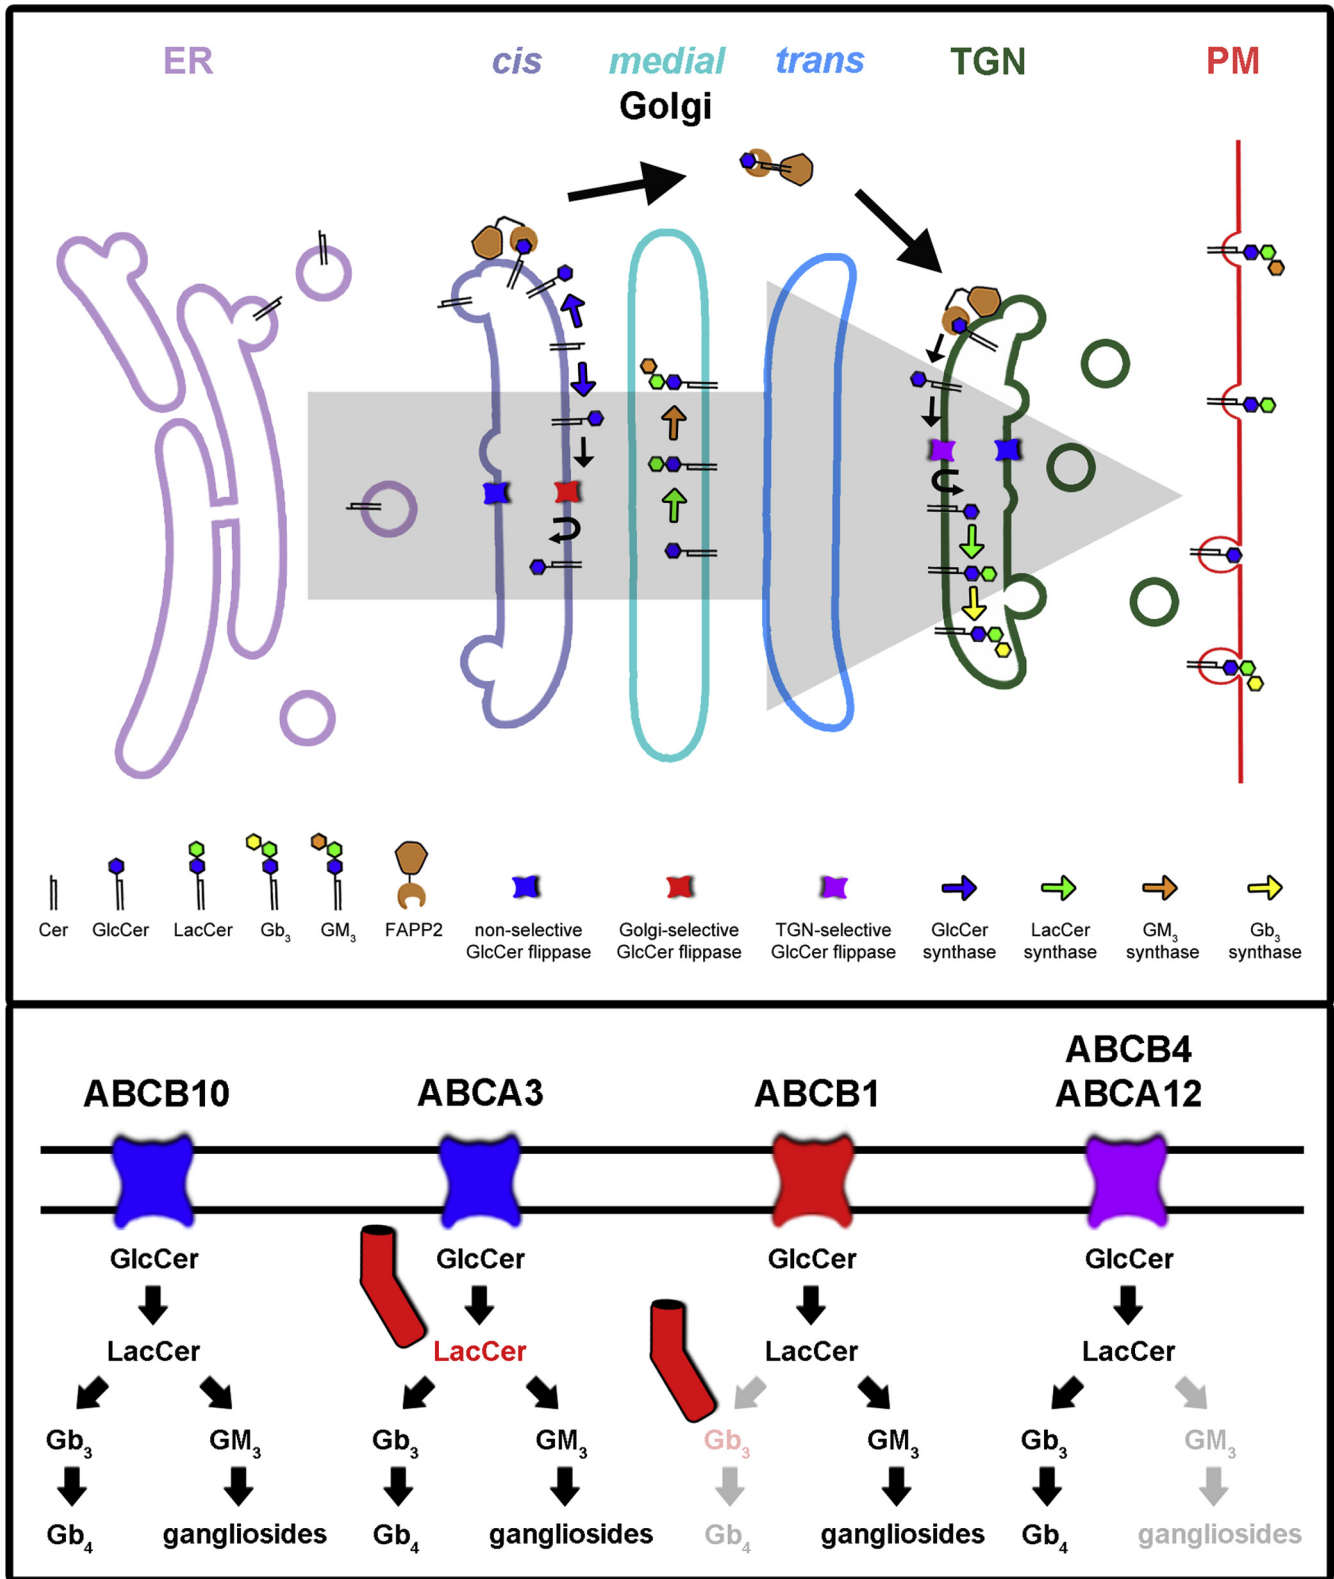 ER cis medial trans TGN PM
Golgi
Cer GlcCer LacCer Gb3 GM3 FAPP2 non-selective Golgi-selective TGN-selective GlcCer LacCer GM3 Gb3
GlcCer flippase GlcCer flippase GlcCer flippase synthase synthase synthase synthase
ABCB4
ABCB10 ABCA3 ABCB1 ABCA12
GlcCer GlcCer GlcCer GlcCer
LacCer LacCer LacCer LacCer
Gb3 GM3 Gb3 GM3 Gb3 GM3 Gb3 GM3
Gb4 gangliosides Gb4 gangliosides Gb4 gangliosides Gb4 gangliosides